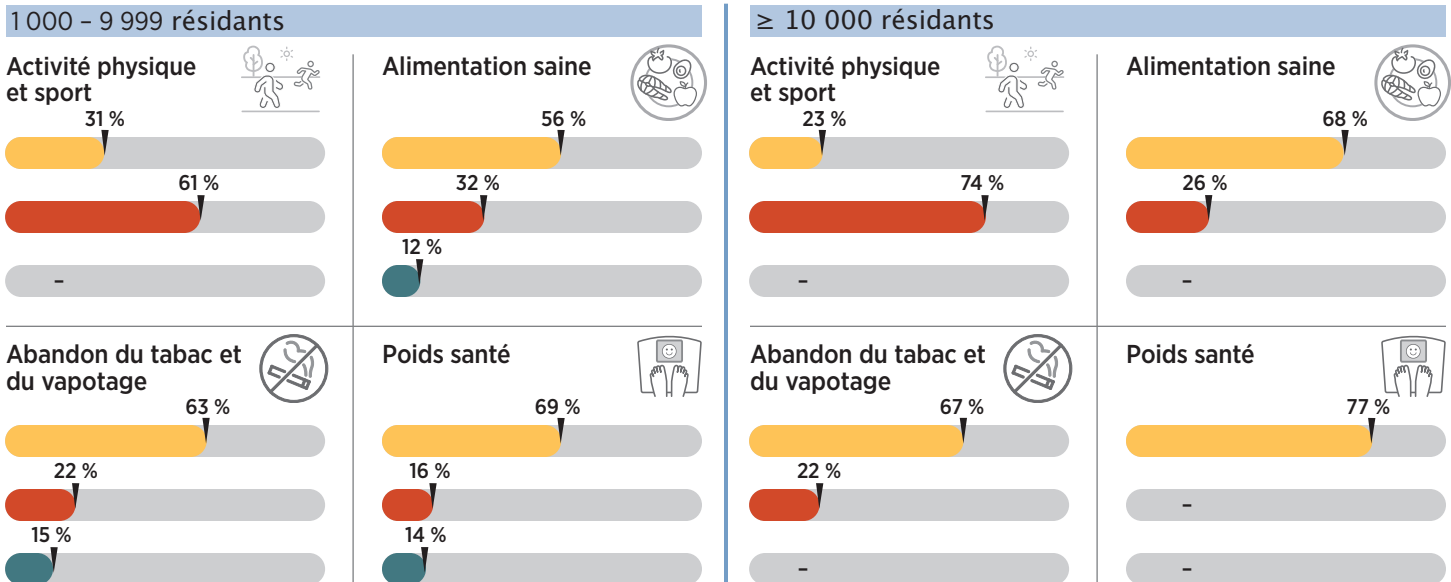 1 000 – 9 999 résidants
Activité physique
et sport
31 %
61 %
–
Alimentation saine
56 %
32 %
12 %
Abandon du tabac et
du vapotage
63 %
22 %
15 %
Poids santé
69 %
16 %
14 %
≥ 10 000 résidants
Activité physique
et sport
23 %
74 %
–
Alimentation saine
68 %
26 %
–
Abandon du tabac et
du vapotage
67 %
22 %
–
Poids santé
77 %
–
–